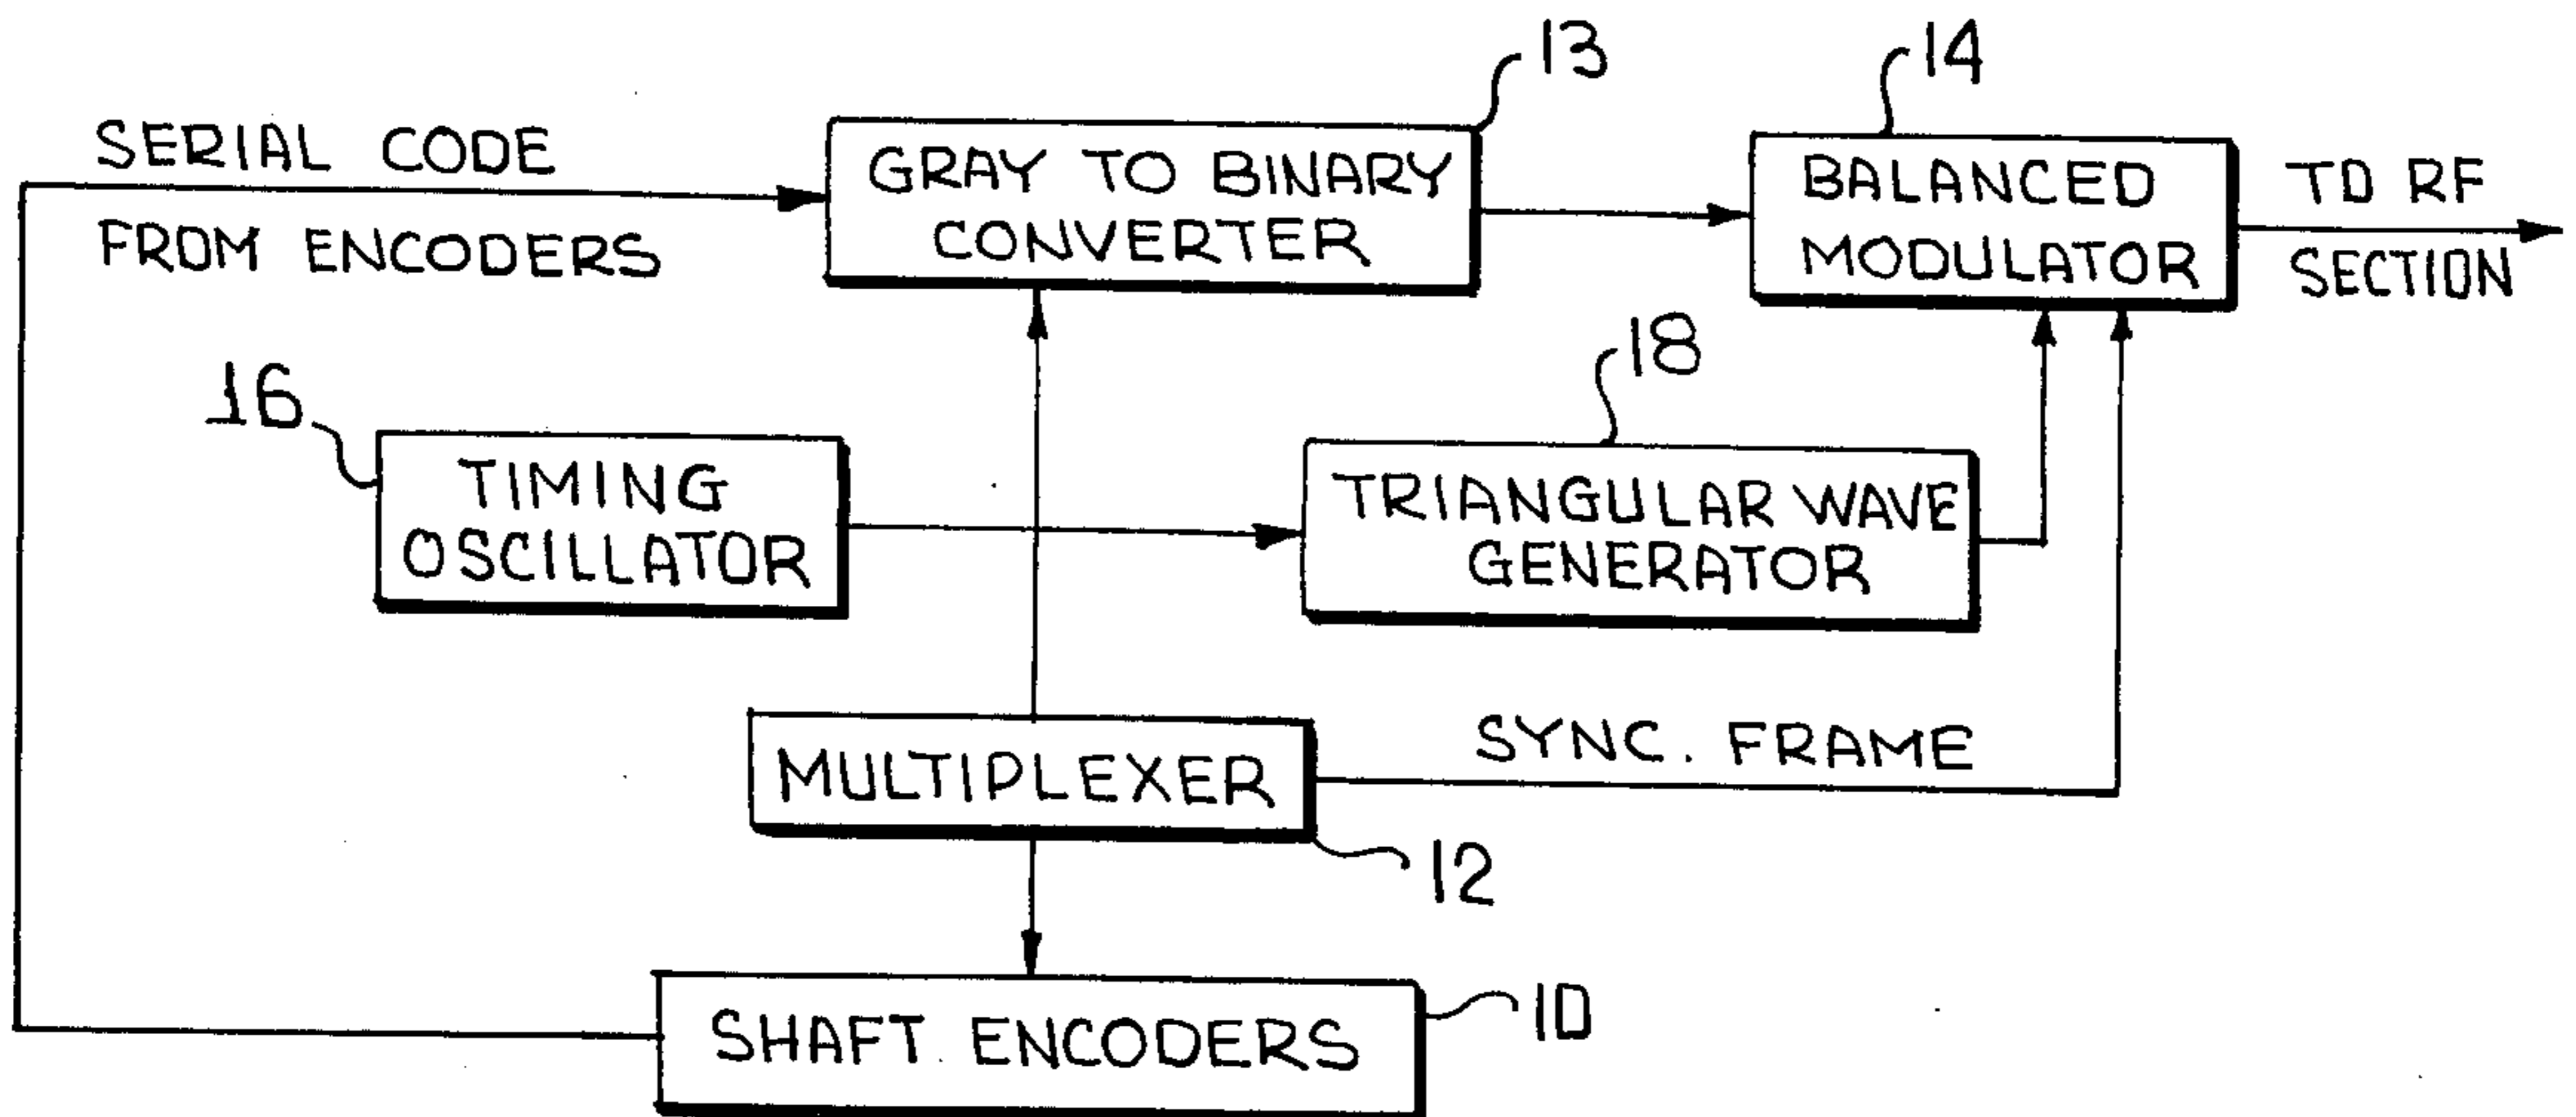 13
14
SERIAL CODE
FROM ENCODERS
GRAY TO BINARY
CONVERTER
BALANCED
MODULATOR
TO RF
SECTION
16
18
TIMING
OSCILLATOR
TRIANGULAR WAVE
GENERATOR
MULTIPLEXER
SYNC. FRAME
12
SHAFT ENCODERS
10